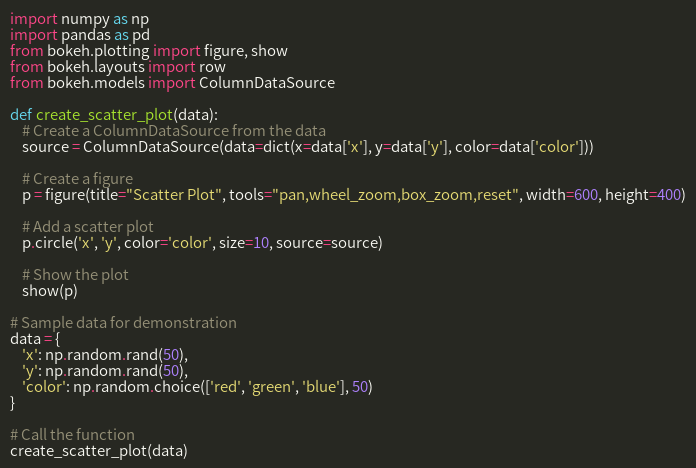 import numpy as np
import pandas as pd
from bokeh.plotting import figure, show
from bokeh.layouts import row
from bokeh.models import ColumnDataSource

def create_scatter_plot(data):
    # Create a ColumnDataSource from the data
    source = ColumnDataSource(data=dict(x=data['x'], y=data['y'], color=data['color']))

    # Create a figure
    p = figure(title="Scatter Plot", tools="pan,wheel_zoom,box_zoom,reset", width=600, height=400)

    # Add a scatter plot
    p.circle('x', 'y', color='color', size=10, source=source)

    # Show the plot
    show(p)

# Sample data for demonstration
data = {
    'x': np.random.rand(50),
    'y': np.random.rand(50),
    'color': np.random.choice(['red', 'green', 'blue'], 50)
}

# Call the function
create_scatter_plot(data)